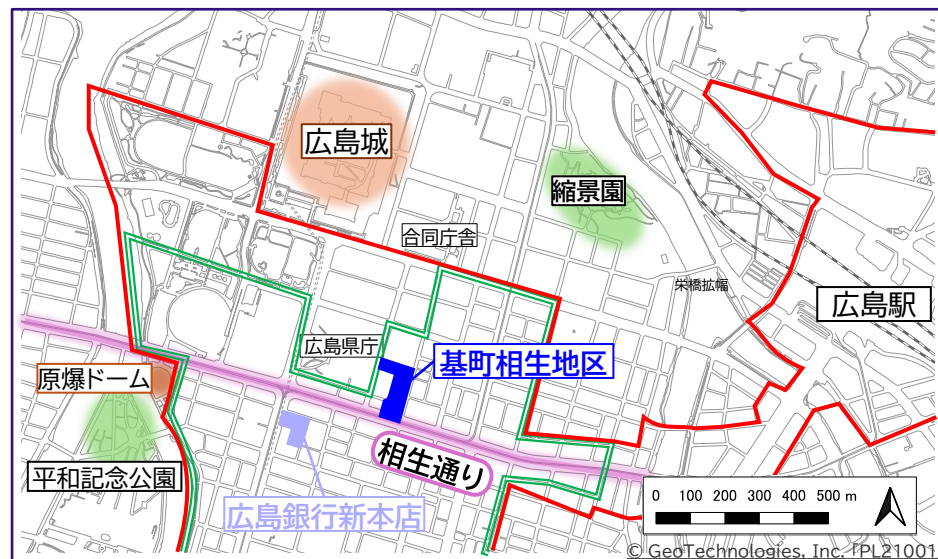 広島城
縮景園
合同庁舎
栄橋拡幅
広島駅
広島県庁
基町相生地区
原爆ドーム
相生通り
平和記念公園
広島銀行新本店
0 100 200 300 400 500 m
© GeoTechnologies, Inc. PL21001